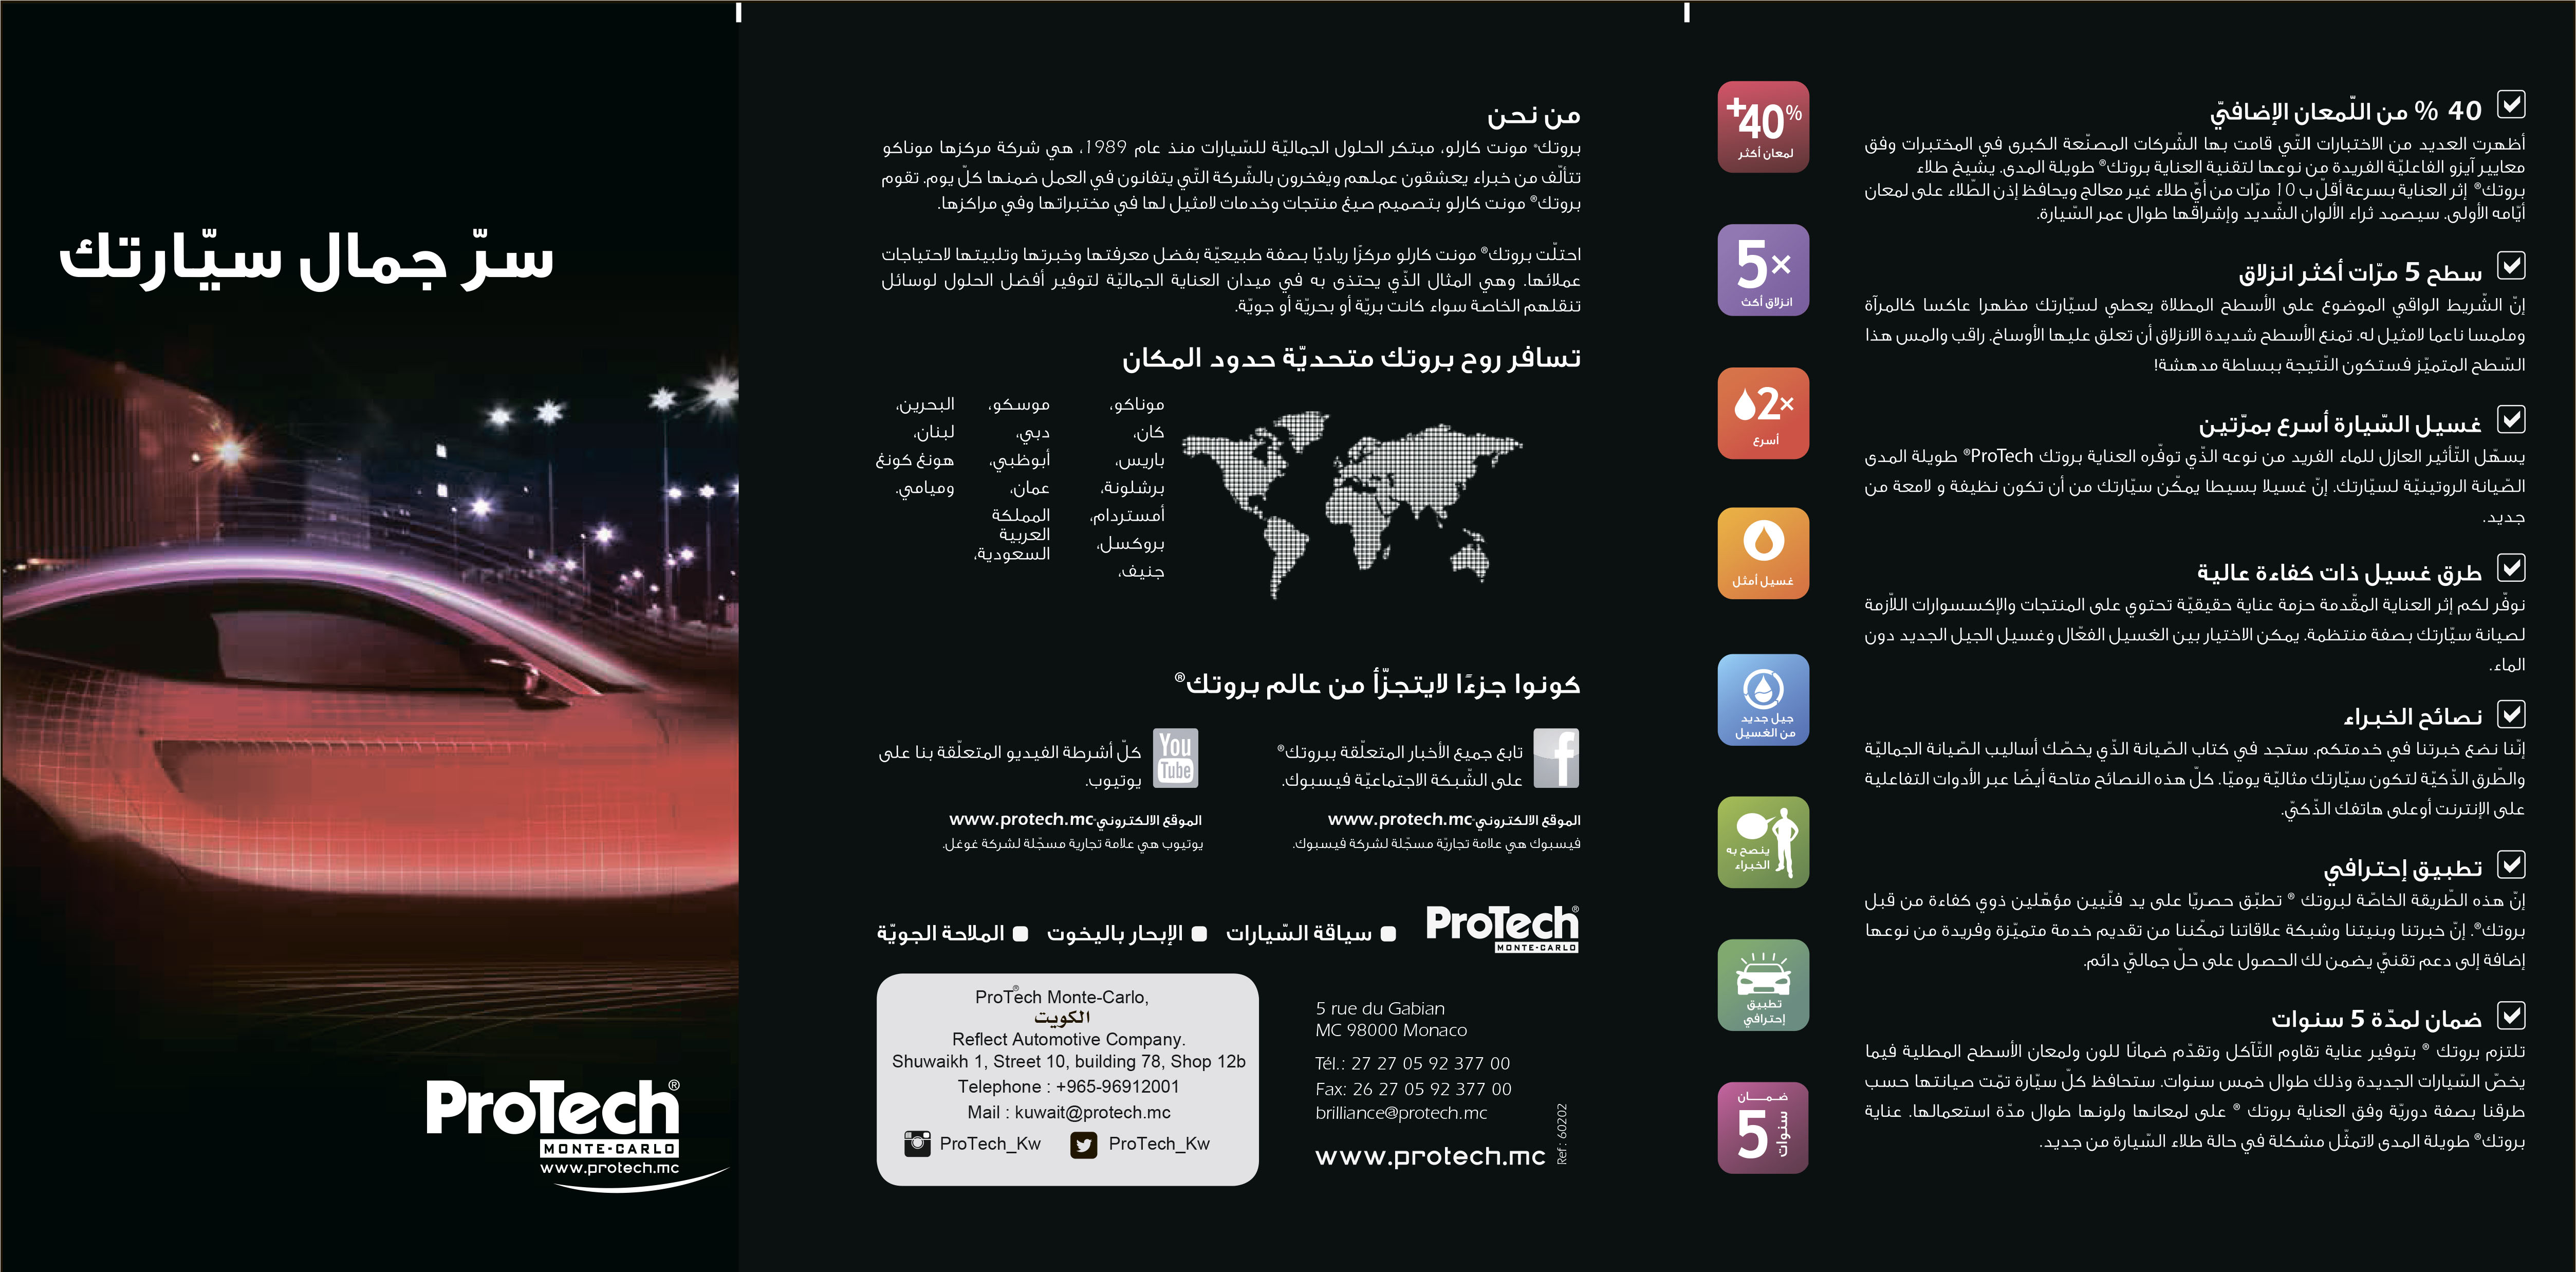 سرّ جمال سيّارتك
ProTech®
MONTE-CARLO
www.protech.mc
من نحن
بروتك® مونت كارلو، مبتكر الحلول الجماليّة للسّيارات منذ عام 1989، هي شركة مركزها موناكو
تتألّف من خبراء يعشقون عملهم ويفخرون بالشّركة التّي يتفانون في العمل ضمنها كلّ يوم. تقوم
بروتك® مونت كارلو بتصميم صيغ منتجات وخدمات لامثيل لها في مختبراتها وفي مراكزها.
احتلّت بروتك® مونت كارلو مركزًا رياديًا بصفة طبيعيّة بفضل معرفتها وخبرتها وتلبيتها لاحتياجات
عملائها. وهي المثال الذّي يحتذى به في ميدان العناية الجماليّة لتوفير أفضل الحلول لوسائل
تنقلهم الخاصة سواء كانت بريّة أو بحريّة أو جويّة.
تسافر روح بروتك متحديّة حدود المكان
موناكو،
كان،
باريس،
برشلونة،
أمستردام،
بروكسل،
جنيف،
موسكو،
دبي،
أبوظبي،
عمان،
المملكة
العربية
السعودية،
البحرين،
لبنان،
هونغ كونغ
وميامي.
كونوا جزءًا لايتجزّأ من عالم بروتك®
f
تابع جميع الأخبار المتعلّقة ببروتك®
على الشّبكة الاجتماعيّة فيسبوك.
الموقع الالكتروني-www.protech.mc
فيسبوك هي علامة تجاريّة مسجّلة لشركة فيسبوك.
You
Tube
كلّ أشرطة الفيديو المتعلّقة بنا على
يوتيوب.
الموقع الالكتروني-www.protech.mc
يوتيوب هي علامة تجارية مسجّلة لشركة غوغل.
ProTech®
MONTE-CARLO
سياقة السّيارات
الإبحار باليخوت
الملاحة الجويّة
ProTech® Monte-Carlo,
الكويت
Reflect Automotive Company.
Shuwaikh 1, Street 10, building 78, Shop 12b
Telephone : +965-96912001
Mail : kuwait@protech.mc
ProTech_Kw
ProTech_Kw
5 rue du Gabian
MC 98000 Monaco
Tél.: 27 27 05 92 377 00
Fax: 26 27 05 92 377 00
brilliance@protech.mc
www.protech.mc
Ref : 60202
+40%
لمعان أكثر
40 % من اللّمعان الإضافيّ
أظهرت العديد من الاختبارات التّي قامت بها الشّركات المصنّعة الكبرى في المختبرات وفق
معايير آيزو الفاعليّة الفريدة من نوعها لتقنية العناية بروتك® طويلة المدى. يشيخ طلاء
بروتك® إثر العناية بسرعة أقلّ ب 10 مرّات من أيّ طلاء غير معالج ويحافظ إذن الطّلاء على لمعان
أيّامه الأولى. سيصمد ثراء الألوان الشّديد وإشراقها طوال عمر السّيارة.
5×
انزلاق أكث
سطح 5 مرّات أكثر انزلاق
إنّ الشّريط الواقي الموضوع على الأسطح المطلاة يعطي لسيّارتك مظهرا عاكسا كالمرآة
وملمسا ناعما لامثيل له. تمنع الأسطح شديدة الانزلاق أن تعلق عليها الأوساخ. راقب والمس هذا
السّطح المتميّز فستكون النّتيجة ببساطة مدهشة!
2×
أسرع
غسيل السّيارة أسرع بمرّتين
يسهّل التّأثير العازل للماء الفريد من نوعه الذّي توفّره العناية بروتك ProTech® طويلة المدى
الصّيانة الروتينيّة لسيّارتك. إنّ غسيلا بسيطا يمكّن سيّارتك من أن تكون نظيفة و لامعة من
جديد.
غسيل أمثل
طرق غسيل ذات كفاءة عالية
نوفّر لكم إثر العناية المقّدمة حزمة عناية حقيقيّة تحتوي على المنتجات والإكسسوارات اللاّزمة
لصيانة سيّارتك بصفة منتظمة. يمكن الاختيار بين الغسيل الفعّال وغسيل الجيل الجديد دون
الماء.
جيل جديد
من الغسيل
نصائح الخبراء
إنّنا نضع خبرتنا في خدمتكم. ستجد في كتاب الصّيانة الذّي يخصّك أساليب الصّيانة الجماليّة
والطّرق الذّكيّة لتكون سيّارتك مثاليّة يوميّا. كلّ هذه النصائح متاحة أيضًا عبر الأدوات التفاعلية
على الإنترنت أوعلى هاتفك الذّكيّ.
ينصح به
الخبراء
تطبيق إحترافي
إنّ هذه الطّريقة الخاصّة لبروتك ® تطبّق حصريّا على يد فنّيين مؤهّلين ذوي كفاءة من قبل
بروتك®. إنّ خبرتنا وبنيتنا وشبكة علاقاتنا تمكّننا من تقديم خدمة متميّزة وفريدة من نوعها
إضافة إلى دعم تقنيّ يضمن لك الحصول على حلّ جماليّ دائم.
تطبيق
إحترافي
ضمان لمدّة 5 سنوات
تلتزم بروتك ® بتوفير عناية تقاوم التّآكل وتقدّم ضمانًا للون ولمعان الأسطح المطلية فيما
يخصّ السّيارات الجديدة وذلك طوال خمس سنوات. ستحافظ كلّ سيّارة تمّت صيانتها حسب
طرقنا بصفة دوريّة وفق العناية بروتك ® على لمعانها ولونها طوال مدّة استعمالها. عناية
بروتك® طويلة المدى لاتمثّل مشكلة في حالة طلاء السّيارة من جديد.
ضمـــان
5 سنوات